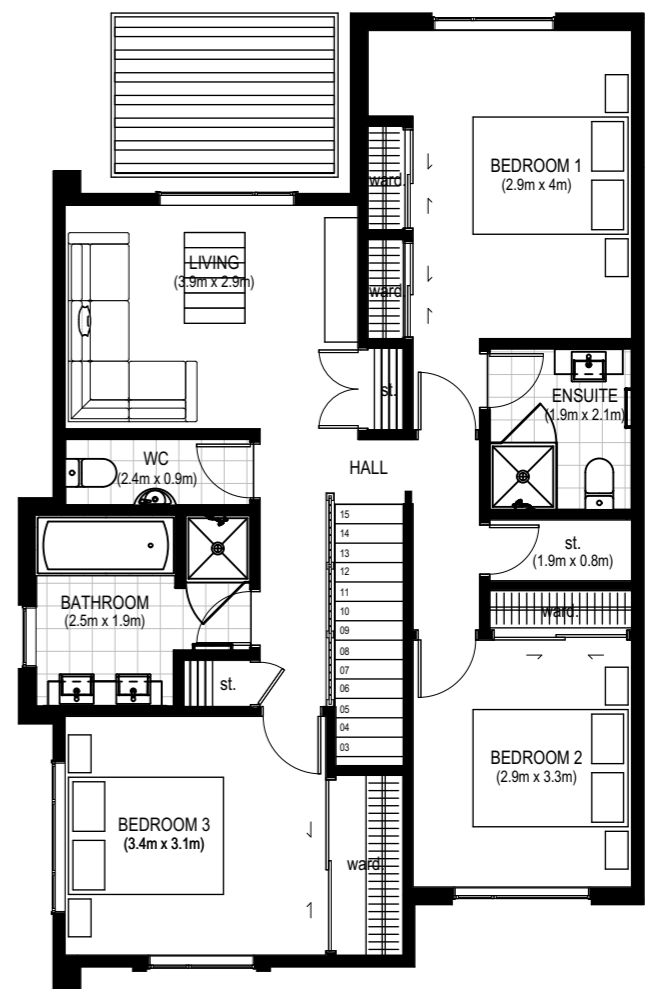 BEDROOM 1
(2.9m x 4m)
ward.
ward.
LIVING
(3.9m x 2.9m)
st.
ENSUITE
(1.9m x 2.1m)
WC
(2.4m x 0.9m)
HALL
15
14
13
12
11
10
09
08
07
06
05
04
03
st.
(1.9m x 0.8m)
BATHROOM
(2.5m x 1.9m)
ward.
st.
BEDROOM 2
(2.9m x 3.3m)
BEDROOM 3
(3.4m x 3.1m)
ward.